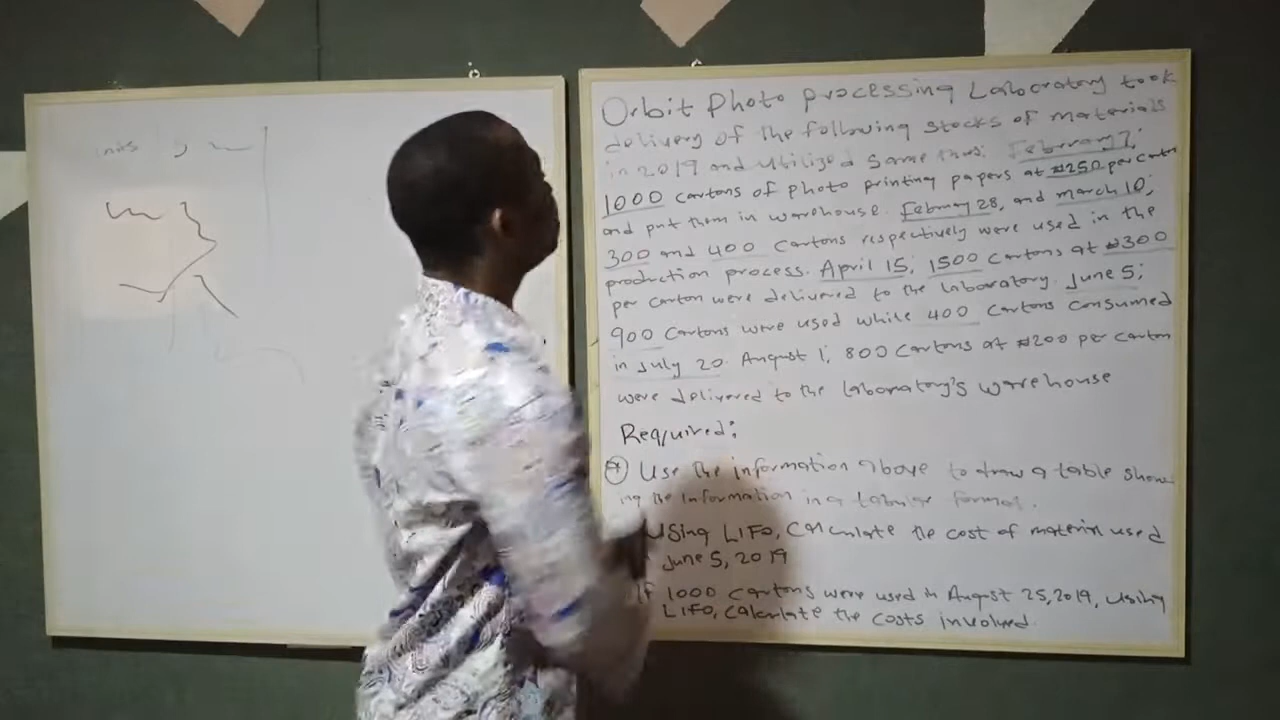 Orbit Photo processing Laboratory took
delivery of the following stocks of materials
in 2019 and utilized same thus: February 7;
1000 cartons of photo printing papers at ₦250 per carton
and put them in warehouse. February 28, and march 10;
300 and 400 cartons respectively were used in the
production process. April 15; 1500 cartons at ₦300
per carton were delivered to the laboratory. June 5;
900 cartons were used while 400 cartons consumed
in July 20. August 1; 800 cartons at ₦200 per carton
were delivered to the laboratory's warehouse
Required:
Use the information above to draw a table show-
ing the information in a tabular format.
Using LIFO, calculate the cost of material used
June 5, 2019
If 1000 cartons were used in August 25, 2019, using
LIFO, calculate the costs involved.